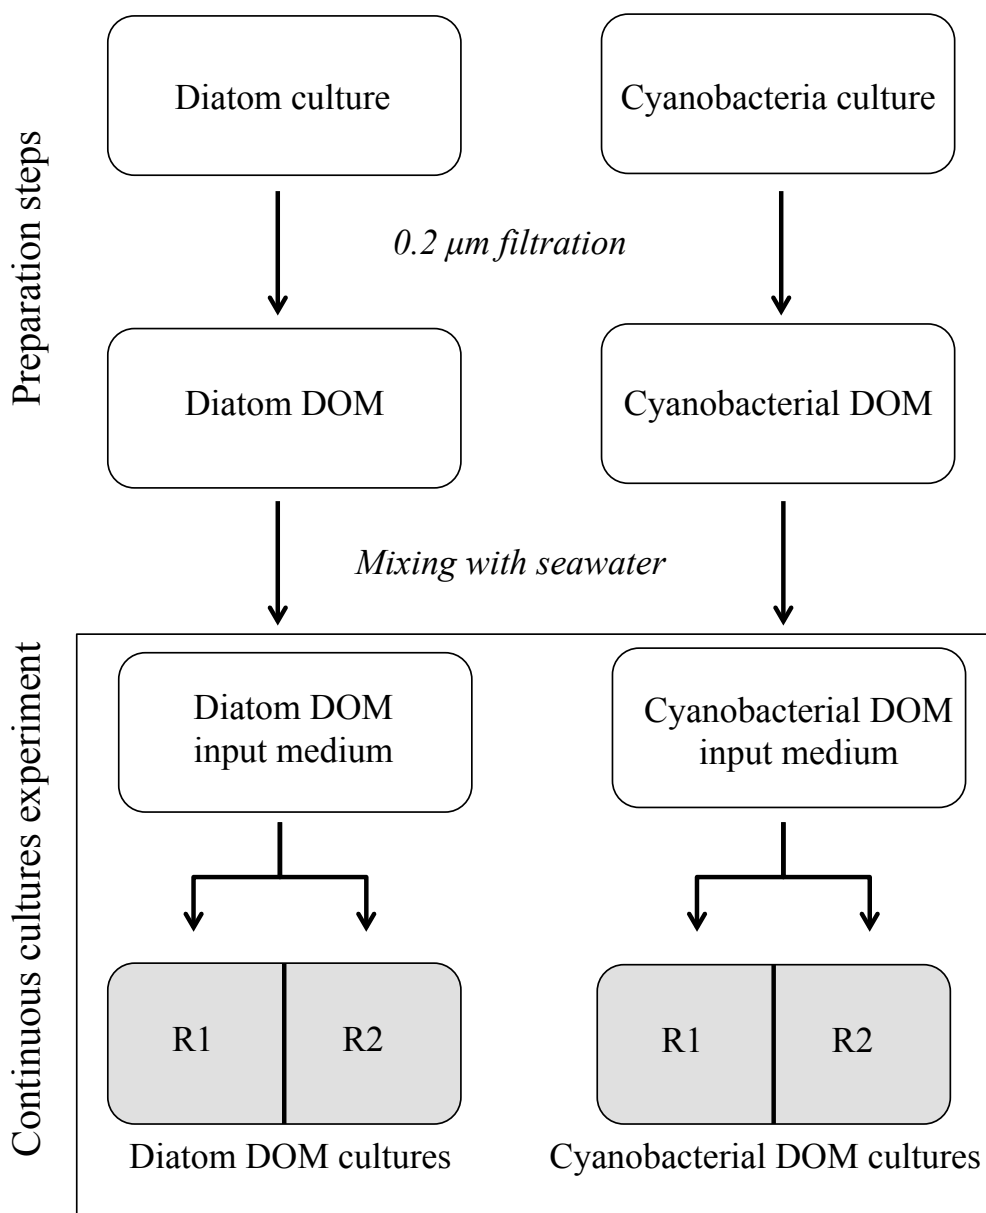 Preparation steps
Diatom culture
Cyanobacteria culture
0.2 μm filtration
Diatom DOM
Cyanobacterial DOM
Mixing with seawater
Continuous cultures experiment
Diatom DOM
input medium
Cyanobacterial DOM
input medium
R1
R2
R1
R2
Diatom DOM cultures
Cyanobacterial DOM cultures